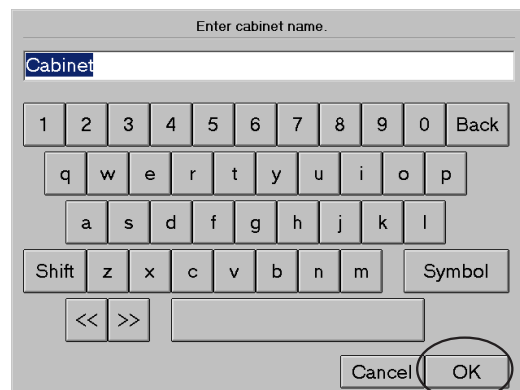 Enter cabinet name.
Cabinet
1 2 3 4 5 6 7 8 9 0 Back
q w e r t y u i o p
a s d f g h j k l
Shift z x c v b n m Symbol
<< >>
Cancel OK